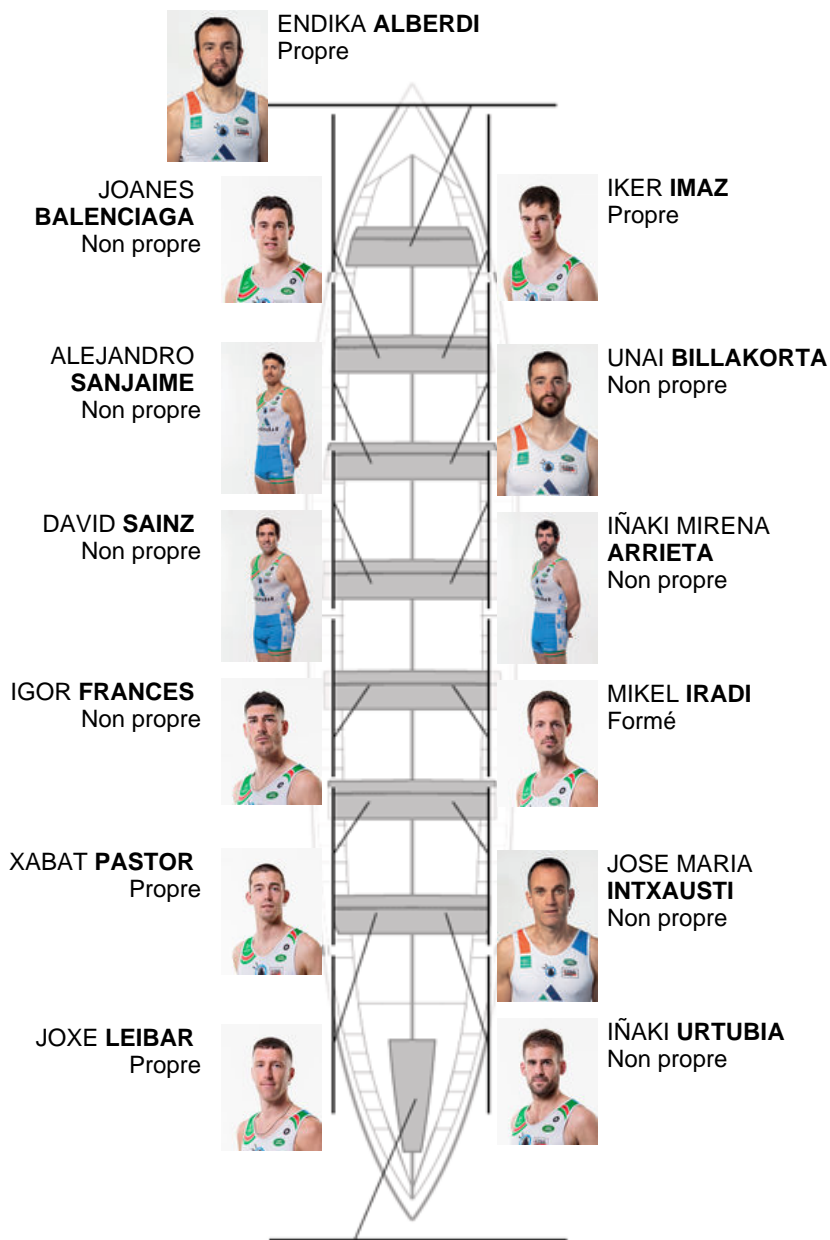 ENDIKA ALBERDI
Propre
JOANES
BALENCIAGA
Non propre
IKER IMAZ
Propre
ALEJANDRO
SANJAIME
Non propre
UNAI BILLAKORTA
Non propre
DAVID SAINZ
Non propre
IÑAKI MIRENA
ARRIETA
Non propre
IGOR FRANCES
Non propre
MIKEL IRADI
Formé
XABAT PASTOR
Propre
JOSE MARIA
INTXAUSTI
Non propre
JOXE LEIBAR
Propre
IÑAKI URTUBIA
Non propre